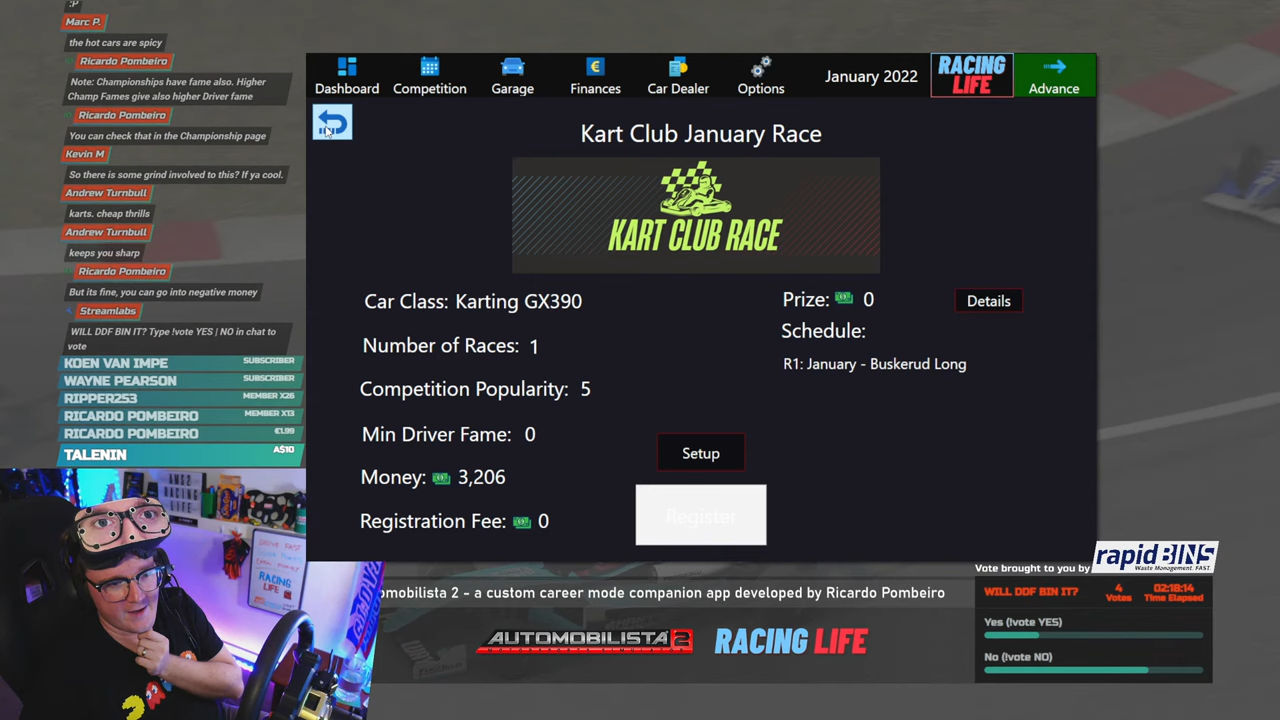 :P
Marc P.
the hot cars are spicy
Ricardo Pombeiro
Note: Championships have fame also. Higher
Champ Fames give also higher Driver fame
Ricardo Pombeiro
You can check that in the Championship page
Kevin M
So there is some grind involved to this? If ya cool.
Andrew Turnbull
karts. cheap thrills
Andrew Turnbull
keeps you sharp
Ricardo Pombeiro
But its fine, you can go into negative money
Streamlabs
WILL DDF BIN IT? Type !vote YES | NO in chat to
vote
KOEN VAN IMPE SUBSCRIBER
WAYNE PEARSON SUBSCRIBER
RIPPER253 MEMBER X26
RICARDO POMBEIRO MEMBER X13
RICARDO POMBEIRO €1.99
TALENIN A$10
Dashboard
Competition
Garage
Finances
Car Dealer
Options
January 2022
RACING
LIFE
Advance
Kart Club January Race
KART CLUB RACE
Car Class: Karting GX390
Number of Races: 1
Competition Popularity: 5
Min Driver Fame: 0
Money: 3,206
Registration Fee: 0
Prize: 0
Details
Schedule:
R1: January - Buskerud Long
Setup
Register
AMS2
RACING
LIFE
RACING
LIFE
omobilista 2 - a custom career mode companion app developed by Ricardo Pombeiro
AUTOMOBILISTA 2
RACING LIFE
Vote brought to you by
rapidBINS
Waste Management. FAST.
WILL DDF BIN IT?
4
Votes
02:18:14
Time Elapsed
Yes (!vote YES)
No (!vote NO)